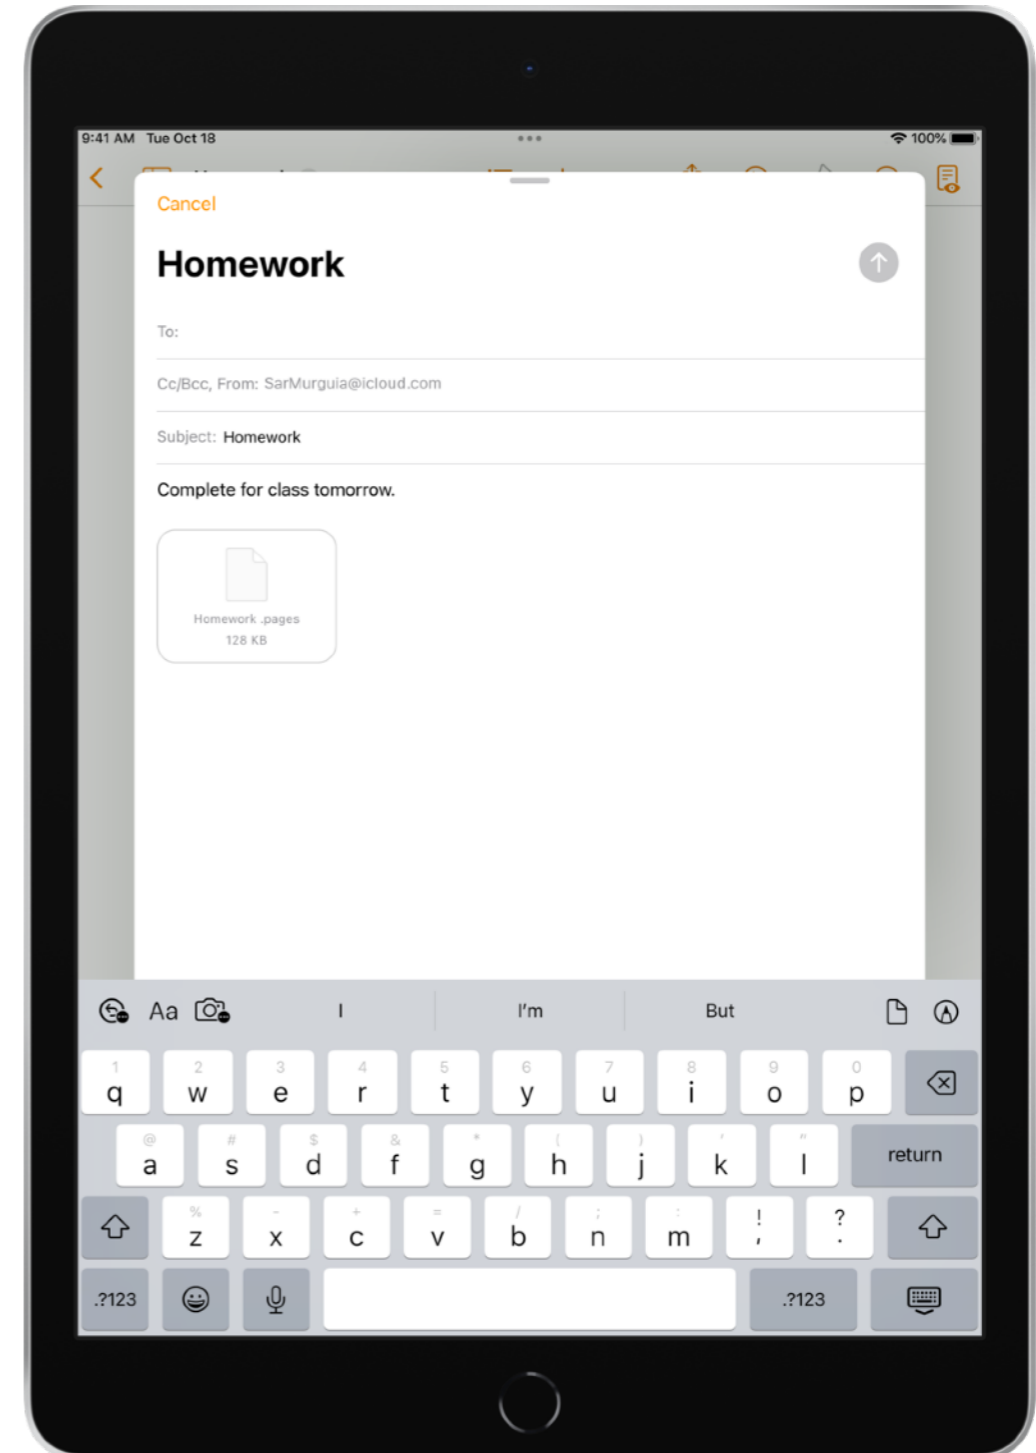 9:41 AM Tue Oct 18 100%
Cancel
Homework
To:
Cc/Bcc, From: SarMurguia@icloud.com
Subject: Homework
Complete for class tomorrow.
Homework .pages
128 KB
Aa I I'm But
1 2 3 4 5 6 7 8 9 0
q w e r t y u i o p
@ # $ & * ( ) ' "
a s d f g h j k l return
% - + = / ; : ! ?
z x c v b n m , .
.?123 .?123